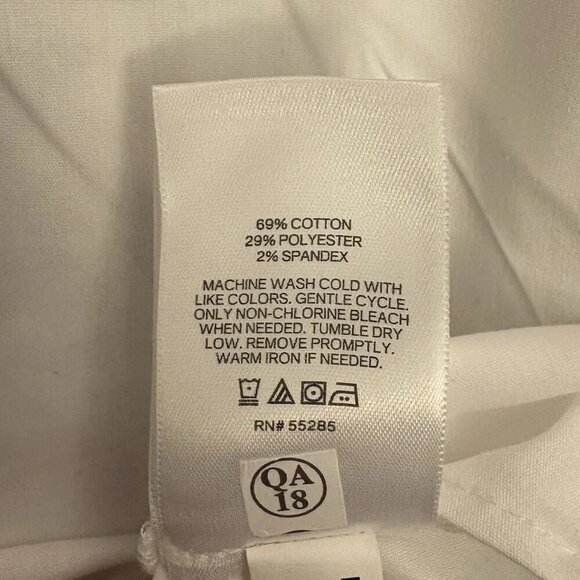 69% COTTON
29% POLYESTER
2% SPANDEX
MACHINE WASH COLD WITH
LIKE COLORS. GENTLE CYCLE.
ONLY NON-CHLORINE BLEACH
WHEN NEEDED. TUMBLE DRY
LOW. REMOVE PROMPTLY.
WARM IRON IF NEEDED.
RN# 55285
QA
18